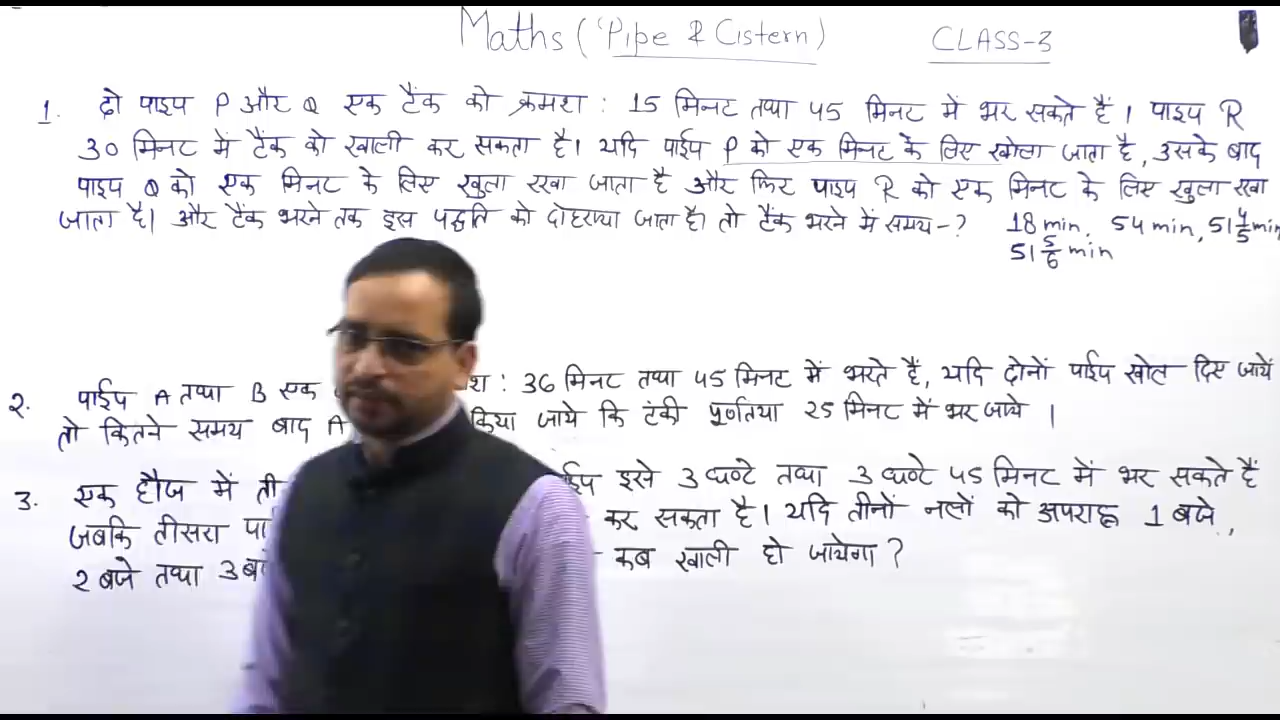 Maths ( Pipe & Cistern )
CLASS-3
1. दो पाइप P और Q एक टैंक को क्रमश : 15 मिनट तथा 45 मिनट में भर सकते हैं । पाइप R
30 मिनट में टैंक को खाली कर सकता है। यदि पाईप P को एक मिनट के लिए खोला जाता है, उसके बाद
पाइप Q को एक मिनट के लिए खुला रखा जाता है और फिर पाइप R को एक मिनट के लिए खुला रखा
जाता है। और टैंक भरने तक इस पद्धति को दोहराया जाता है। तो टैंक भरने में समय-? 18 min, 54 min, 51 4/5 min
51 5/6 min
2. पाईप A तथा B एक : 36 मिनट तथा 45 मिनट में भरते हैं, यदि दोनों पाईप खोल दिए जायें
तो कितने समय बाद A किया जाये कि टंकी पूर्णतया 25 मिनट में भर जाये ।
3. एक हौज में इसे 3 घण्टे तथा 3 घण्टे 45 मिनट में भर सकते हैं
जबकि तीसरा कर सकता है। यदि तीनों नलों को अपराह्न 1 बजे,
2 बजे तथा 3 कब खाली हो जायेगा ?